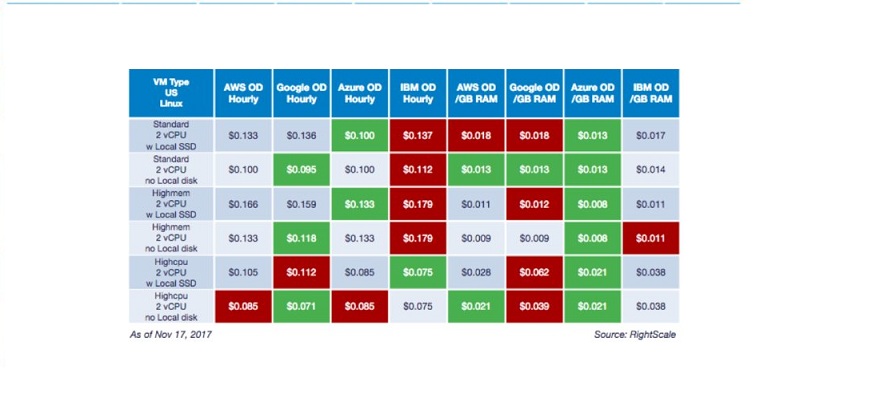 VM Type
US
Linux
AWS OD
Hourly
Google OD
Hourly
Azure OD
Hourly
IBM OD
Hourly
AWS OD
/GB RAM
Google OD
/GB RAM
Azure OD
/GB RAM
IBM OD
/GB RAM
Standard
2 vCPU
w Local SSD
$0.133 $0.136 $0.100 $0.137 $0.018 $0.018 $0.013 $0.017
Standard
2 vCPU
no Local disk
$0.100 $0.095 $0.100 $0.112 $0.013 $0.013 $0.013 $0.014
Highmem
2 vCPU
w Local SSD
$0.166 $0.159 $0.133 $0.179 $0.011 $0.012 $0.008 $0.011
Highmem
2 vCPU
no Local disk
$0.133 $0.118 $0.133 $0.179 $0.009 $0.009 $0.008 $0.011
Highcpu
2 vCPU
w Local SSD
$0.105 $0.112 $0.085 $0.075 $0.028 $0.062 $0.021 $0.038
Highcpu
2 vCPU
no Local disk
$0.085 $0.071 $0.085 $0.075 $0.021 $0.039 $0.021 $0.038
As of Nov 17, 2017 Source: RightScale